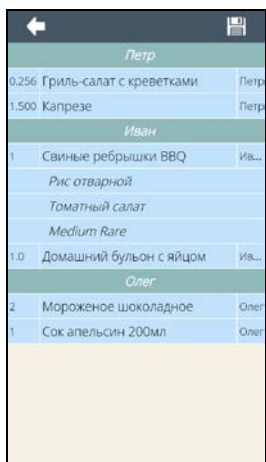 Петр
0.256 Гриль-салат с креветками Петр
1.500 Капрезе Петр
Иван
1 Свиные ребрышки BBQ Ив...
Рис отварной
Томатный салат
Medium Rare
1.0 Домашний бульон с яйцом Ив...
Олег
2 Мороженое шоколадное Олег
1 Сок апельсин 200мл Олег